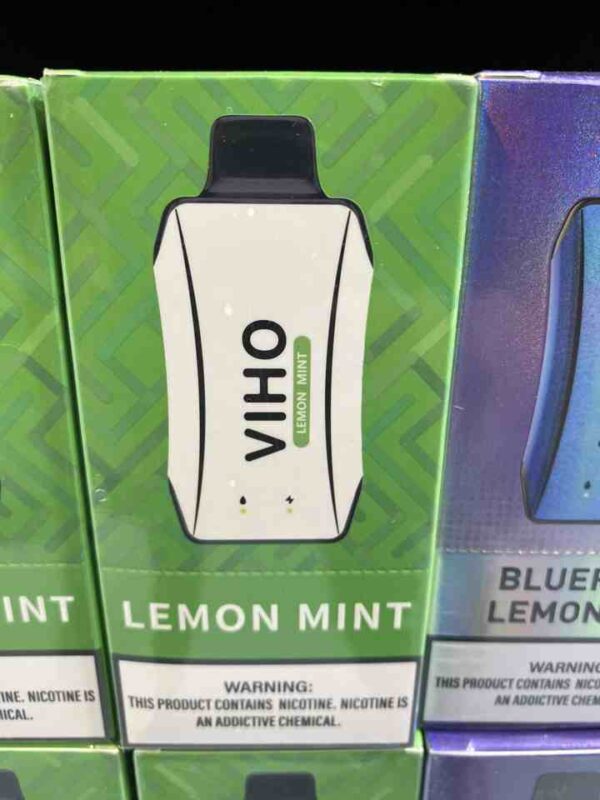 VIHO
LEMON MINT
LEMON MINT
WARNING:
THIS PRODUCT CONTAINS NICOTINE. NICOTINE IS
AN ADDICTIVE CHEMICAL.
INT
INE. NICOTINE IS
ICAL.
BLUE
LEMON
WARNING
THIS PRODUCT CONTAINS NICO
AN ADDICTIVE CHEM